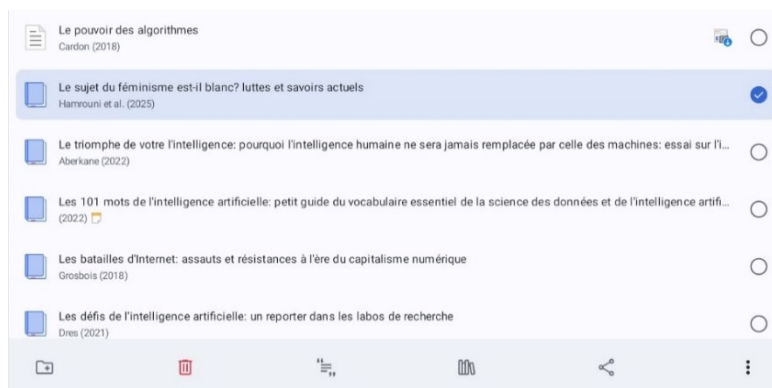 Le pouvoir des algorithmes
Cardon (2018)
Le sujet du féminisme est-il blanc? luttes et savoirs actuels
Hamrouni et al. (2025)
Le triomphe de votre l'intelligence: pourquoi l'intelligence humaine ne sera jamais remplacée par celle des machines: essai sur l'i...
Aberkane (2022)
Les 101 mots de l'intelligence artificielle: petit guide du vocabulaire essentiel de la science des données et de l'intelligence artifi...
(2022)
Les batailles d'Internet: assauts et résistances à l'ère du capitalisme numérique
Grosbois (2018)
Les défis de l'intelligence artificielle: un reporter dans les labos de recherche
Dres (2021)